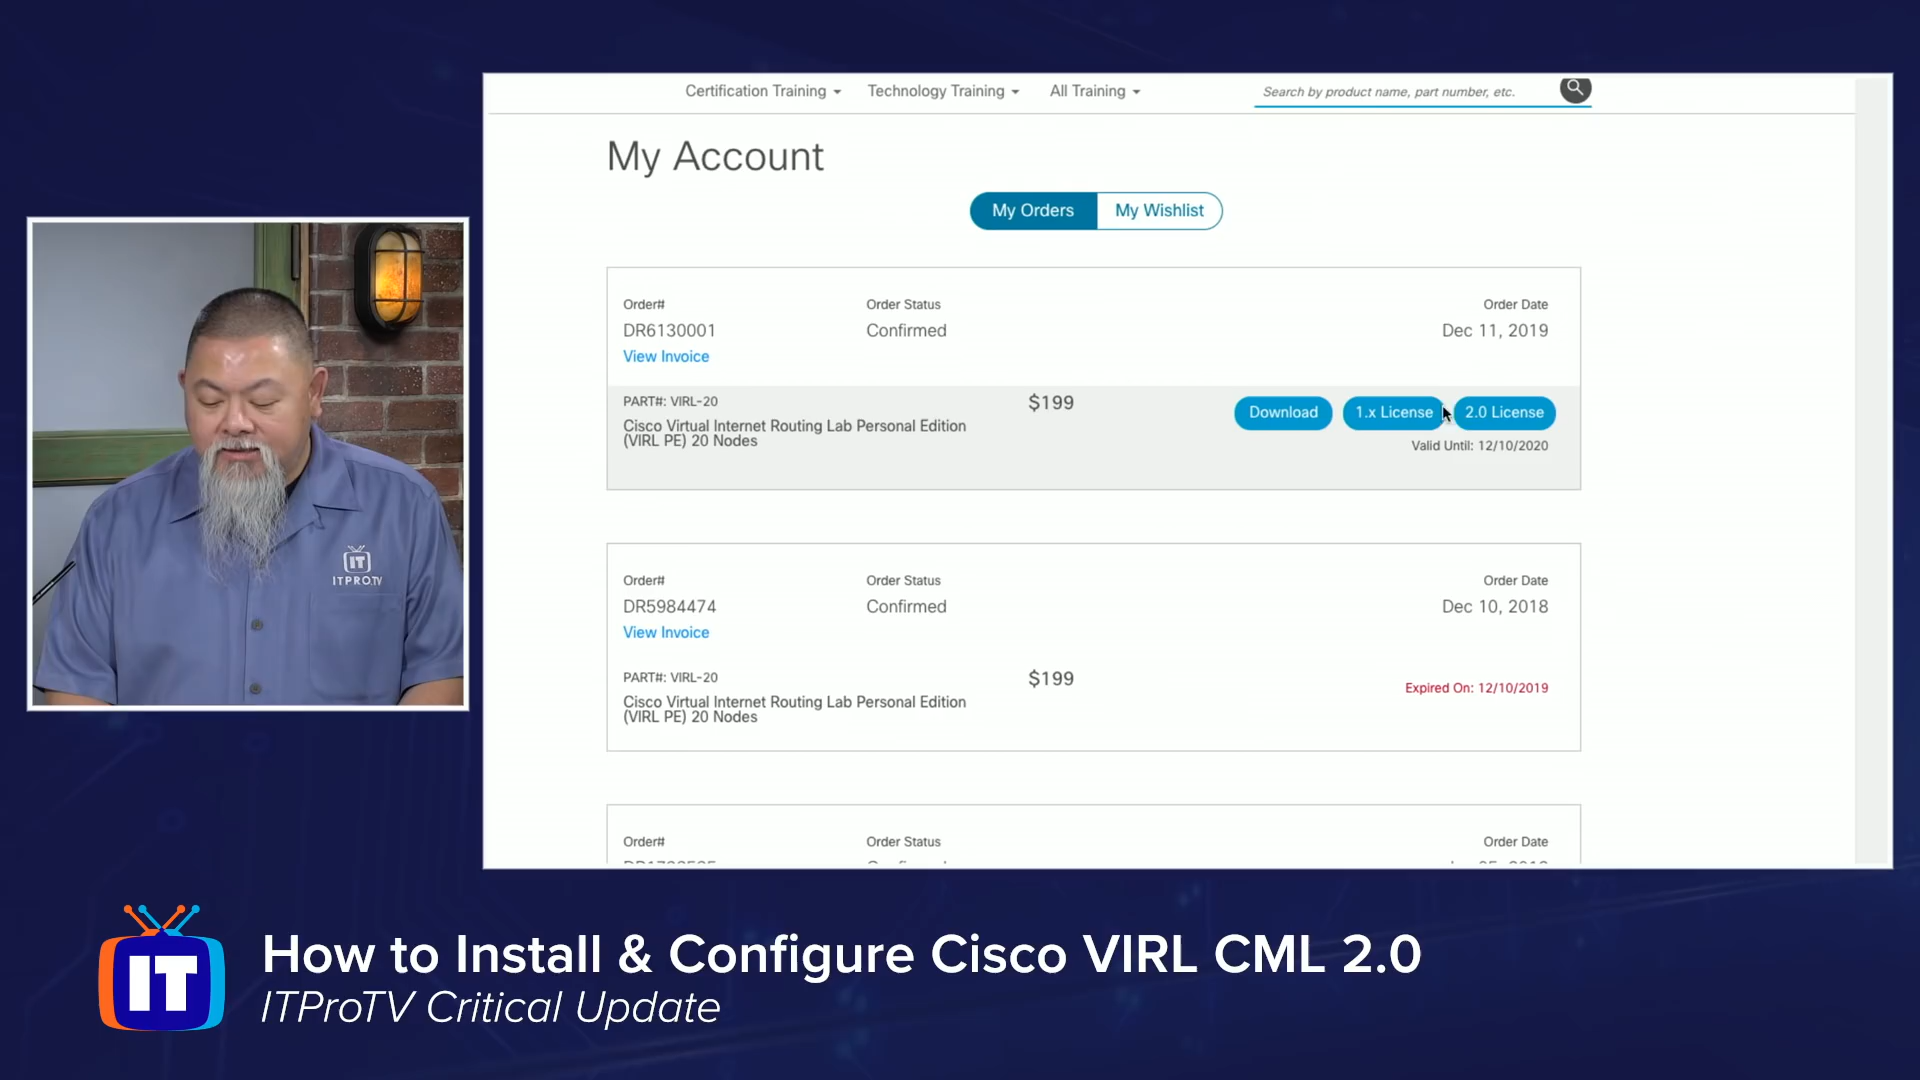 Certification Training
Technology Training
All Training
Search by product name, part number, etc.
My Account
My Orders
My Wishlist
Order#
Order Status
Order Date
DR6130001
Confirmed
Dec 11, 2019
View Invoice
PART#: VIRL-20
$199
Cisco Virtual Internet Routing Lab Personal Edition
(VIRL PE) 20 Nodes
Download
1.x License
2.0 License
Valid Until: 12/10/2020
Order#
Order Status
Order Date
DR5984474
Confirmed
Dec 10, 2018
View Invoice
PART#: VIRL-20
$199
Cisco Virtual Internet Routing Lab Personal Edition
(VIRL PE) 20 Nodes
Expired On: 12/10/2019
Order#
Order Status
Order Date
IT
ITPRO.TV
IT
How to Install & Configure Cisco VIRL CML 2.0
ITProTV Critical Update